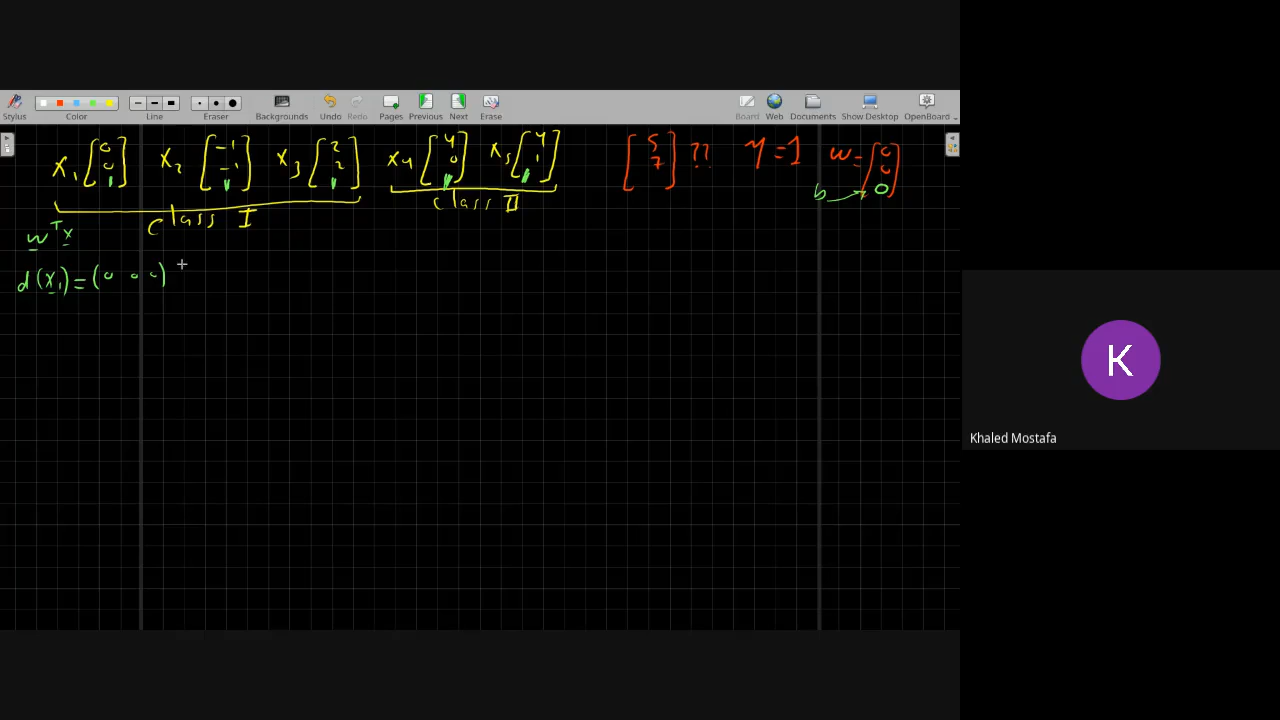 Stylus Color Line Eraser Backgrounds Undo Redo Pages Previous Next Erase Board Web Documents Show Desktop OpenBoard
x₁ [0 0 1] x₂ [-1 -1 1] x₃ [2 2 1] x₄ [4 0 1] x₅ [4 1 1] [5 7] ?? η=1 w=[0 0 0]
b
class I class II
wᵀx
d(x₁)=(0 0 0)
K
Khaled Mostafa